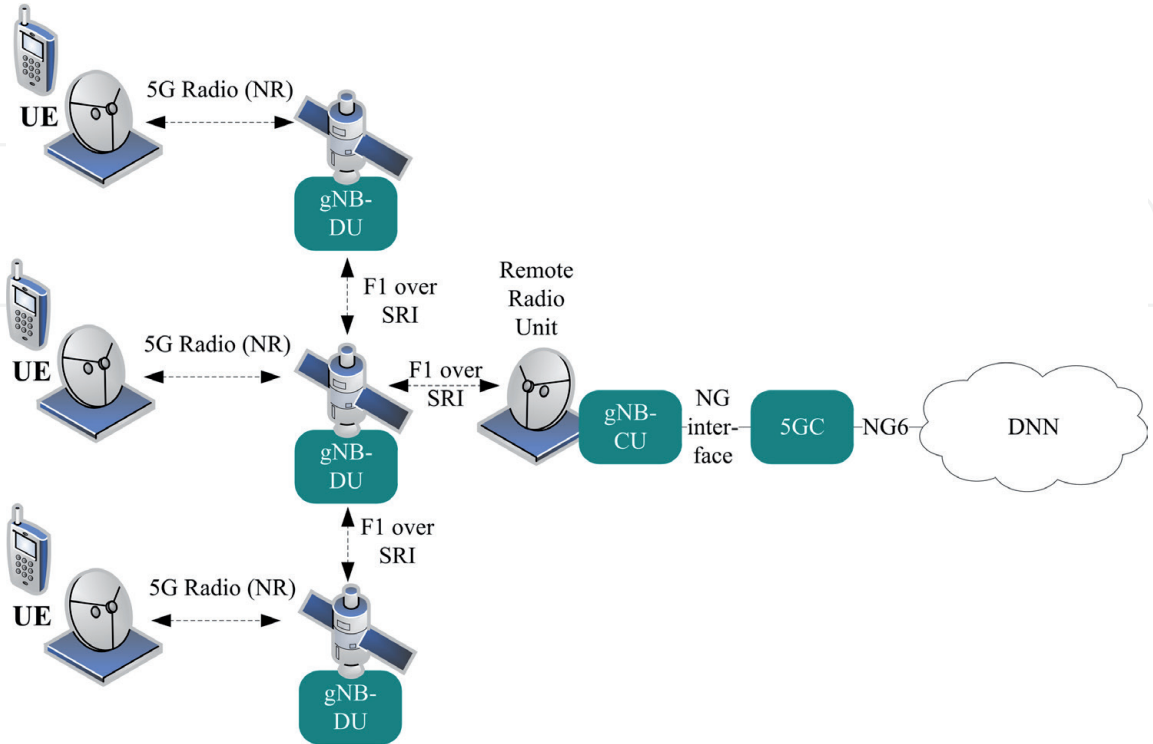 UE
5G Radio (NR)
gNB-
DU
F1 over
SRI
UE
5G Radio (NR)
gNB-
DU
F1 over
SRI
Remote
Radio
Unit
gNB-
CU
NG
inter-
face
5GC
NG6
DNN
F1 over
SRI
UE
5G Radio (NR)
gNB-
DU